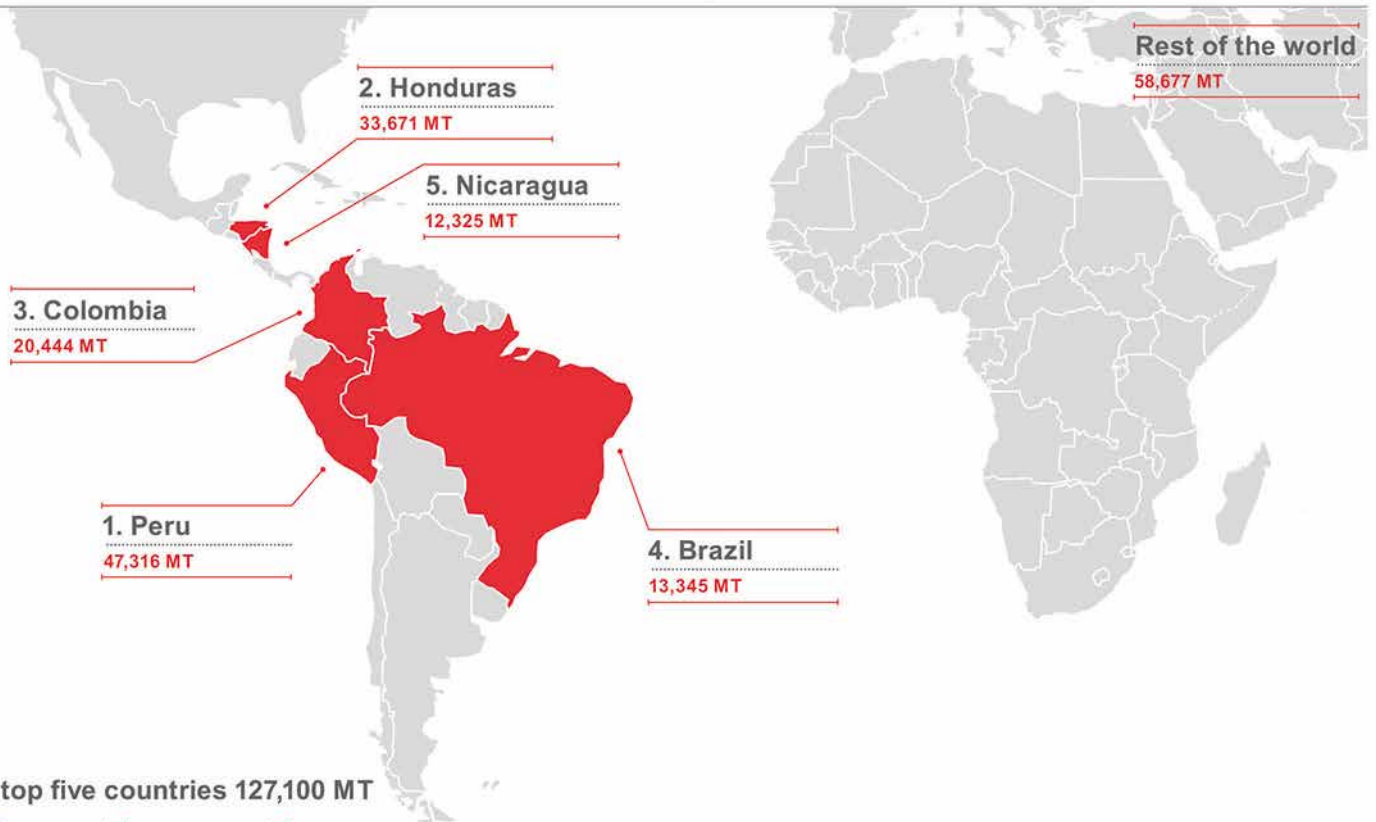 Rest of the world
58,677 MT
2. Honduras
33,671 MT
5. Nicaragua
12,325 MT
3. Colombia
20,444 MT
1. Peru
47,316 MT
4. Brazil
13,345 MT
top five countries 127,100 MT